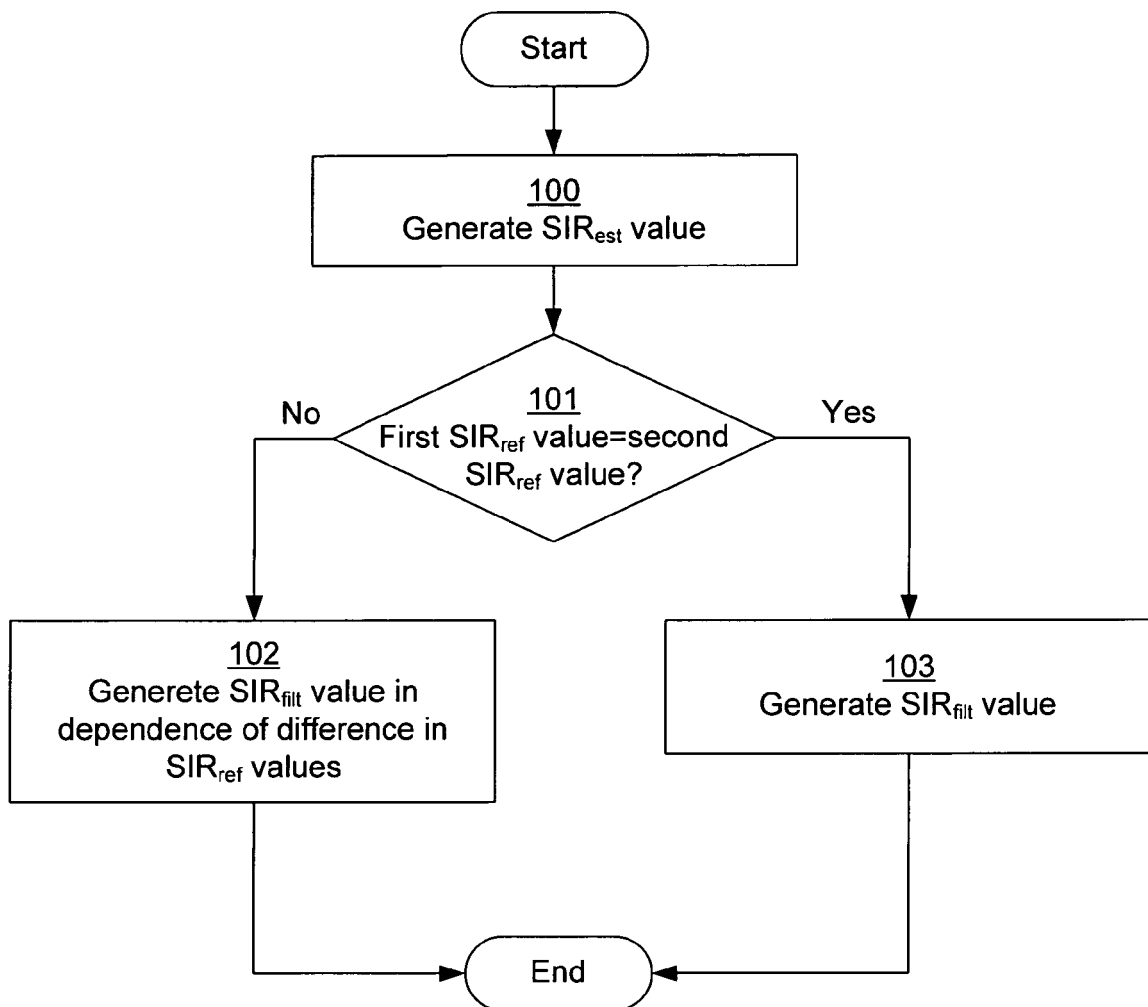 Start
100
Generate SIRest value
101
First SIRref value=second
SIRref value?
No
Yes
102
Generete SIRfilt value in
dependence of difference in
SIRref values
103
Generate SIRfilt value
End